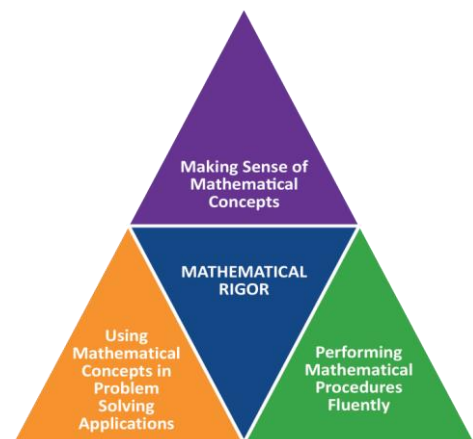 Making Sense of
Mathematical
Concepts
MATHEMATICAL
RIGOR
Using
Mathematical
Concepts in
Problem
Solving
Applications
Performing
Mathematical
Procedures
Fluently